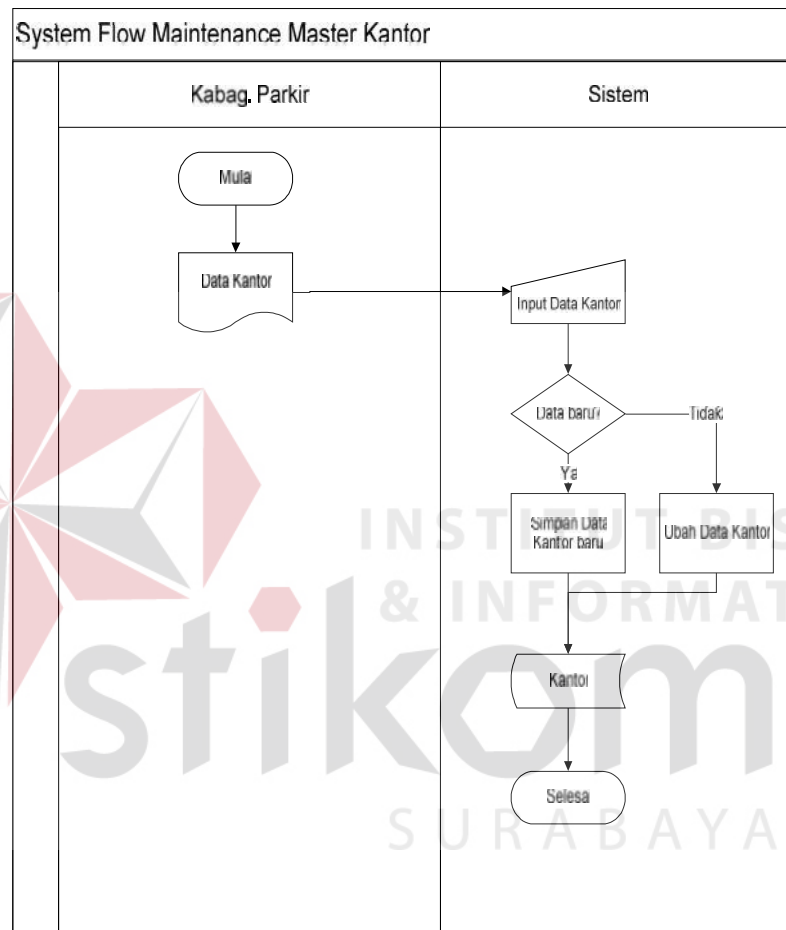 System Flow Maintenance Master Kantor
Kabag. Parkir
Sistem
Mula
Data Kantor
Input Data Kantor
Data baru?
Tidak
Ya
Simpan Data
Kantor baru
Ubah Data Kantor
Kantor
Selesa
INSTITUT BIS
& INFORMAT
stikom
SURABAYA